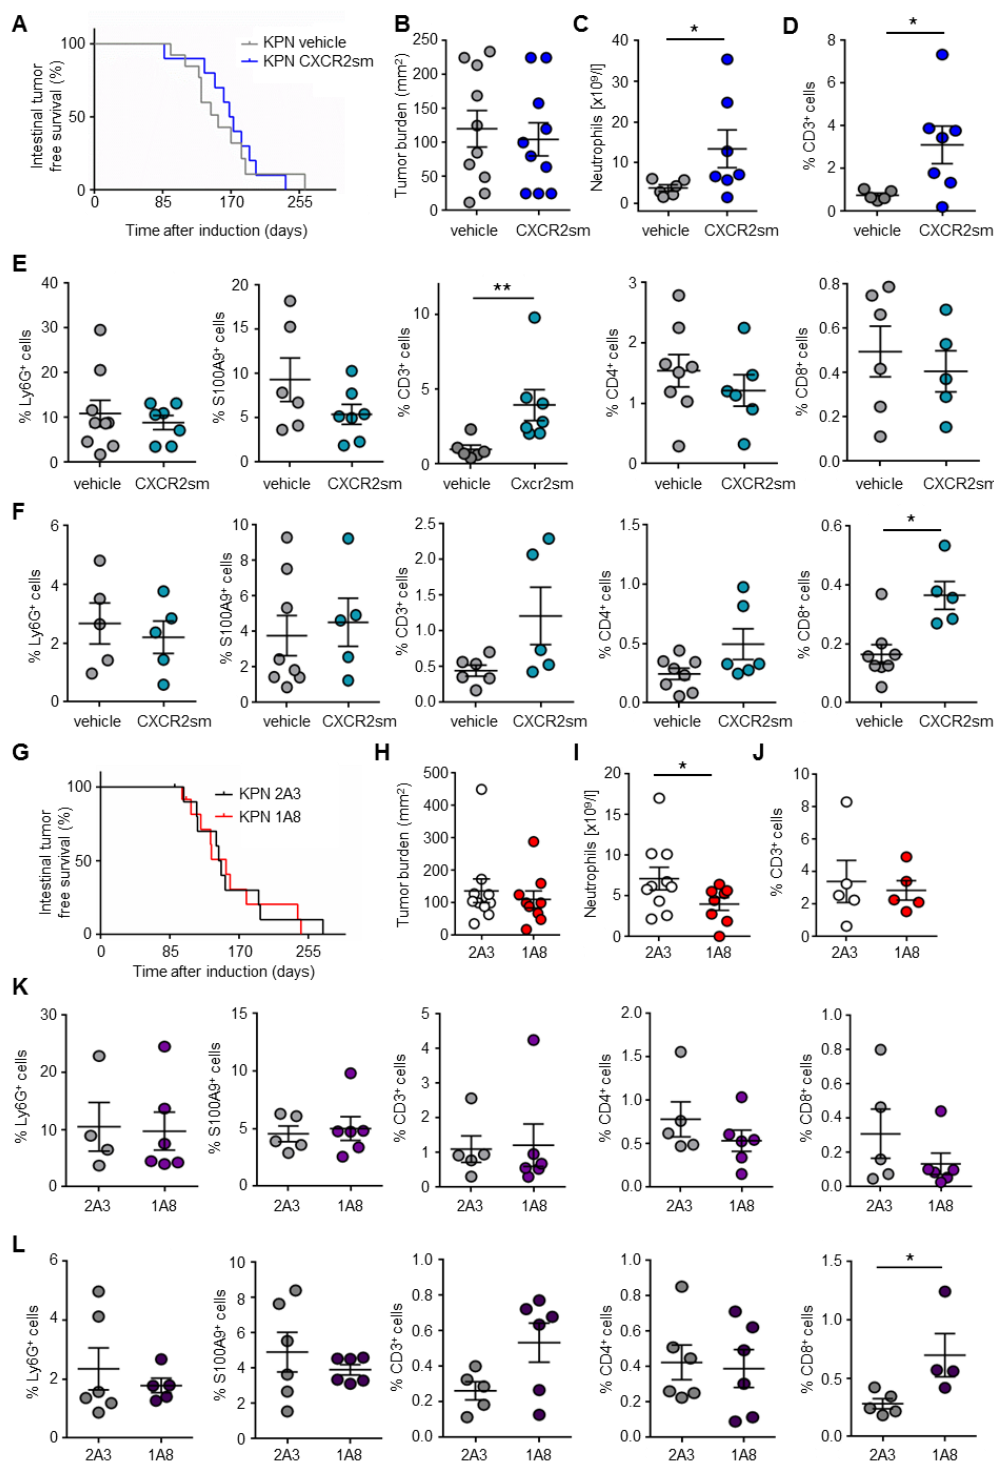 A
Intestinal tumor
free survival (%)
100
50
0
KPN vehicle
KPN CXCR2sm
0 85 170 255
Time after induction (days)
B
Tumor burden (mm²)
250
200
150
100
50
0
vehicle CXCR2sm
C
Neutrophils [x10⁹/l]
40
30
20
10
0
*
vehicle CXCR2sm
D
% CD3⁺ cells
8
6
4
2
0
*
vehicle CXCR2sm
E
% Ly6G⁺ cells
40
30
20
10
0
vehicle CXCR2sm
% S100A9⁺ cells
20
15
10
5
0
vehicle CXCR2sm
% CD3⁺ cells
10
5
0
**
vehicle Cxcr2sm
% CD4⁺ cells
3
2
1
0
vehicle CXCR2sm
% CD8⁺ cells
0.8
0.6
0.4
0.2
0.0
vehicle CXCR2sm
F
% Ly6G⁺ cells
6
4
2
0
vehicle CXCR2sm
% S100A9⁺ cells
10
8
6
4
2
0
vehicle CXCR2sm
% CD3⁺ cells
2.5
2.0
1.5
1.0
0.5
0.0
vehicle CXCR2sm
% CD4⁺ cells
1.5
1.0
0.5
0.0
vehicle CXCR2sm
% CD8⁺ cells
0.6
0.4
0.2
0.0
*
vehicle CXCR2sm
G
Intestinal tumor
free survival (%)
100
50
0
KPN 2A3
KPN 1A8
0 85 170 255
Time after induction (days)
H
Tumor burden (mm²)
500
400
300
200
100
0
2A3 1A8
I
Neutrophils [x10⁹/l]
20
15
10
5
0
*
2A3 1A8
J
% CD3⁺ cells
10
8
6
4
2
0
2A3 1A8
K
% Ly6G⁺ cells
30
20
10
0
2A3 1A8
% S100A9⁺ cells
15
10
5
0
2A3 1A8
% CD3⁺ cells
5
4
3
2
1
0
2A3 1A8
% CD4⁺ cells
2.0
1.5
1.0
0.5
0.0
2A3 1A8
% CD8⁺ cells
1.0
0.8
0.6
0.4
0.2
0.0
2A3 1A8
L
% Ly6G⁺ cells
6
4
2
0
2A3 1A8
% S100A9⁺ cells
10
8
6
4
2
0
2A3 1A8
% CD3⁺ cells
1.0
0.8
0.6
0.4
0.2
0.0
2A3 1A8
% CD4⁺ cells
1.0
0.8
0.6
0.4
0.2
0.0
2A3 1A8
% CD8⁺ cells
1.5
1.0
0.5
0.0
*
2A3 1A8